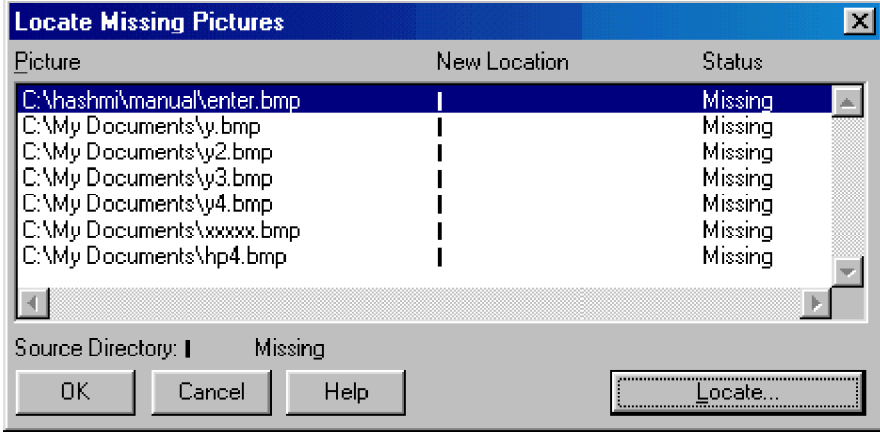 Locate Missing Pictures
Picture New Location Status
C:\hashmi\manual\enter.bmp Missing
C:\My Documents\y.bmp Missing
C:\My Documents\y2.bmp Missing
C:\My Documents\y3.bmp Missing
C:\My Documents\y4.bmp Missing
C:\My Documents\xxxxx.bmp Missing
C:\My Documents\hp4.bmp Missing
Source Directory: Missing
OK Cancel Help Locate...